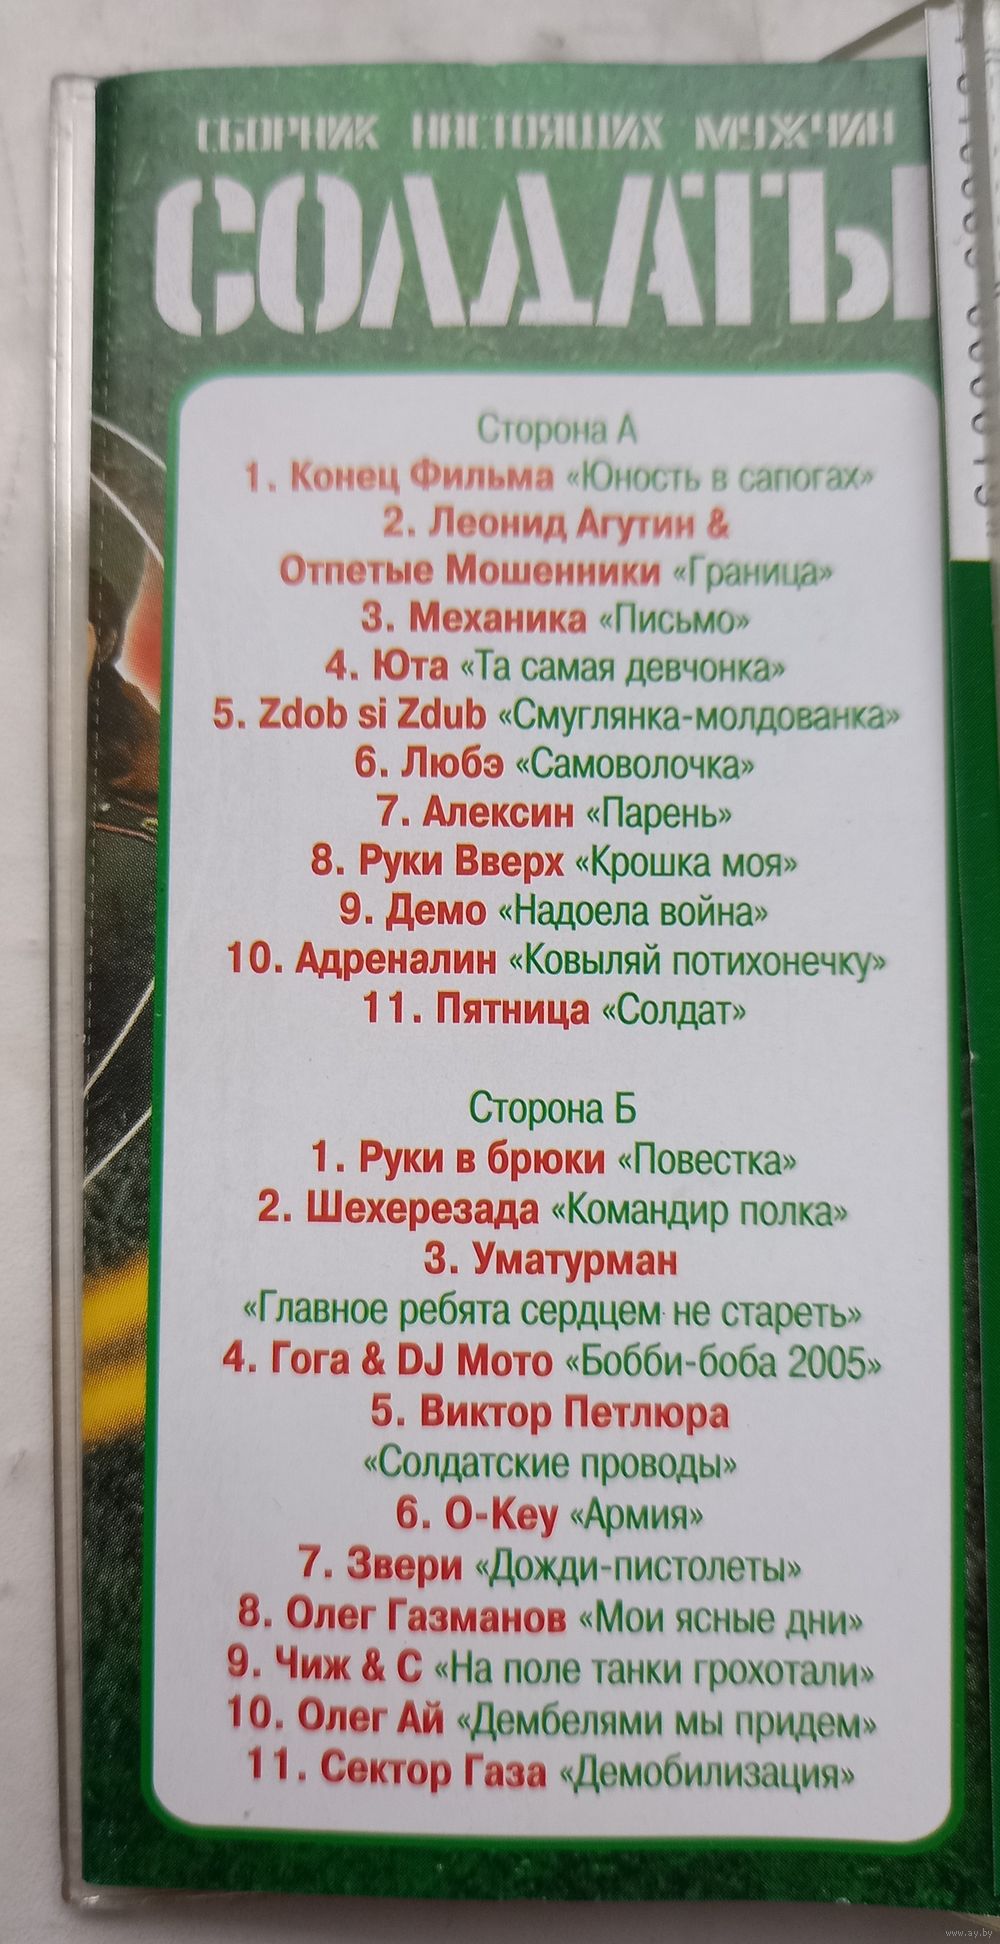 СБОРНИК НАСТОЯЩИХ МУЖЧИН
СОЛДАТЫ
Сторона А
1. Конец Фильма «Юность в сапогах»
2. Леонид Агутин &
Отпетые Мошенники «Граница»
3. Механика «Письмо»
4. Юта «Та самая девчонка»
5. Zdob si Zdub «Смуглянка-молдованка»
6. Любэ «Самоволочка»
7. Алексин «Парень»
8. Руки Вверх «Крошка моя»
9. Демо «Надоела война»
10. Адреналин «Ковыляй потихонечку»
11. Пятница «Солдат»
Сторона Б
1. Руки в брюки «Повестка»
2. Шехерезада «Командир полка»
3. Уматурман
«Главное ребята сердцем не стареть»
4. Гога & DJ Мото «Бобби-боба 2005»
5. Виктор Петлюра
«Солдатские проводы»
6. O-Key «Армия»
7. Звери «Дожди-пистолеты»
8. Олег Газманов «Мои ясные дни»
9. Чиж & С «На поле танки грохотали»
10. Олег Ай «Дембелями мы придем»
11. Сектор Газа «Демобилизация»
www.ay.by